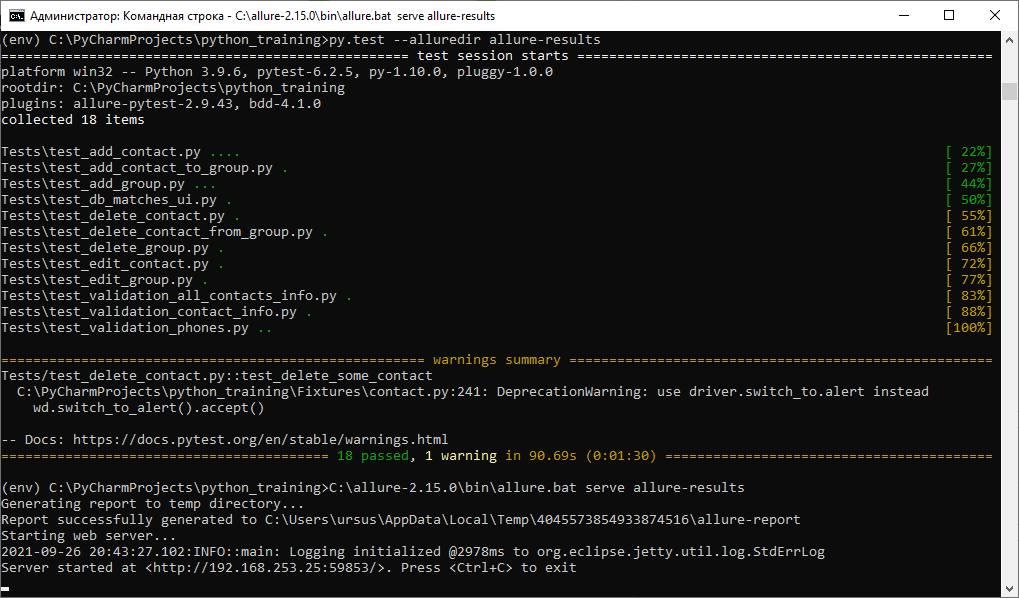 Администратор: Командная строка - C:\allure-2.15.0\bin\allure.bat serve allure-results
(env) C:\PyCharmProjects\python_training>py.test --alluredir allure-results
=================================================== test session starts ====================================================
platform win32 -- Python 3.9.6, pytest-6.2.5, py-1.10.0, pluggy-1.0.0
rootdir: C:\PyCharmProjects\python_training
plugins: allure-pytest-2.9.43, bdd-4.1.0
collected 18 items
Tests\test_add_contact.py .... [ 22%]
Tests\test_add_contact_to_group.py . [ 27%]
Tests\test_add_group.py ... [ 44%]
Tests\test_db_matches_ui.py . [ 50%]
Tests\test_delete_contact.py . [ 55%]
Tests\test_delete_contact_from_group.py . [ 61%]
Tests\test_delete_group.py . [ 66%]
Tests\test_edit_contact.py . [ 72%]
Tests\test_edit_group.py . [ 77%]
Tests\test_validation_all_contacts_info.py . [ 83%]
Tests\test_validation_contact_info.py . [ 88%]
Tests\test_validation_phones.py .. [100%]
===================================================== warnings summary =====================================================
Tests/test_delete_contact.py::test_delete_some_contact
C:\PyCharmProjects\python_training\Fixtures\contact.py:241: DeprecationWarning: use driver.switch_to.alert instead
wd.switch_to_alert().accept()
-- Docs: https://docs.pytest.org/en/stable/warnings.html
========================================= 18 passed, 1 warning in 90.69s (0:01:30) =========================================
(env) C:\PyCharmProjects\python_training>C:\allure-2.15.0\bin\allure.bat serve allure-results
Generating report to temp directory...
Report successfully generated to C:\Users\ursus\AppData\Local\Temp\4045573854933874516\allure-report
Starting web server...
2021-09-26 20:43:27.102:INFO::main: Logging initialized @2978ms to org.eclipse.jetty.util.log.StdErrLog
Server started at <http://192.168.253.25:59853/>. Press <Ctrl+C> to exit